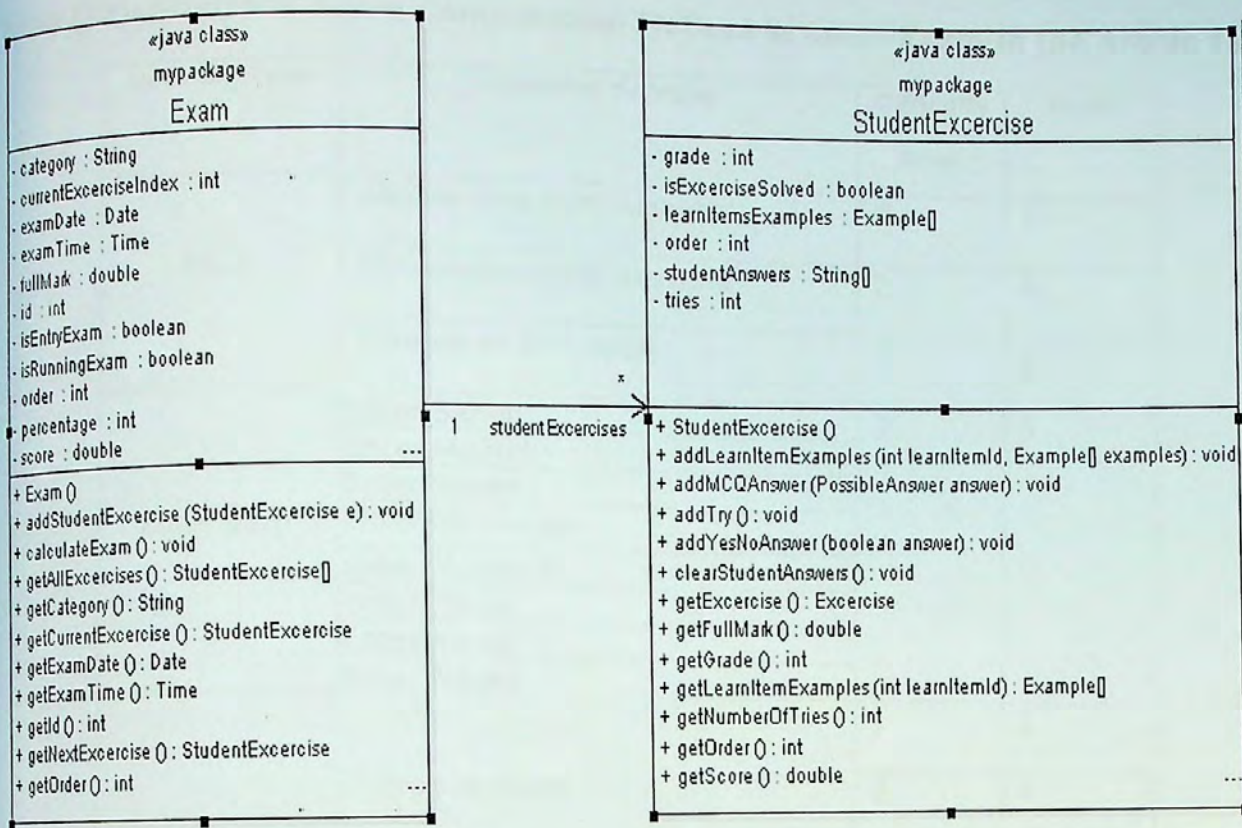 «java class»
mypackage
Exam
- category : String
- currentExcerciseIndex : int
- examDate : Date
- examTime : Time
- fullMark : double
- id : int
- isEntryExam : boolean
- isRunningExam : boolean
- order : int
- percentage : int
- score : double
...
+ Exam ()
+ addStudentExcercise (StudentExcercise e) : void
+ calculateExam () : void
+ getAllExcercises () : StudentExcercise[]
+ getCategory () : String
+ getCurrentExcercise () : StudentExcercise
+ getExamDate () : Date
+ getExamTime () : Time
+ getId () : int
+ getNextExcercise () : StudentExcercise
+ getOrder () : int
...
*
1 studentExcercises
«java class»
mypackage
StudentExcercise
- grade : int
- isExcerciseSolved : boolean
- learnItemsExamples : Example[]
- order : int
- studentAnswers : String[]
- tries : int
+ StudentExcercise ()
+ addLearnItemExamples (int learnItemId, Example[] examples) : void
+ addMCQAnswer (PossibleAnswer answer) : void
+ addTry () : void
+ addYesNoAnswer (boolean answer) : void
+ clearStudentAnswers () : void
+ getExcercise () : Excercise
+ getFullMark () : double
+ getGrade () : int
+ getLearnItemExamples (int learnItemId) : Example[]
+ getNumberOfTries () : int
+ getOrder () : int
+ getScore () : double
...